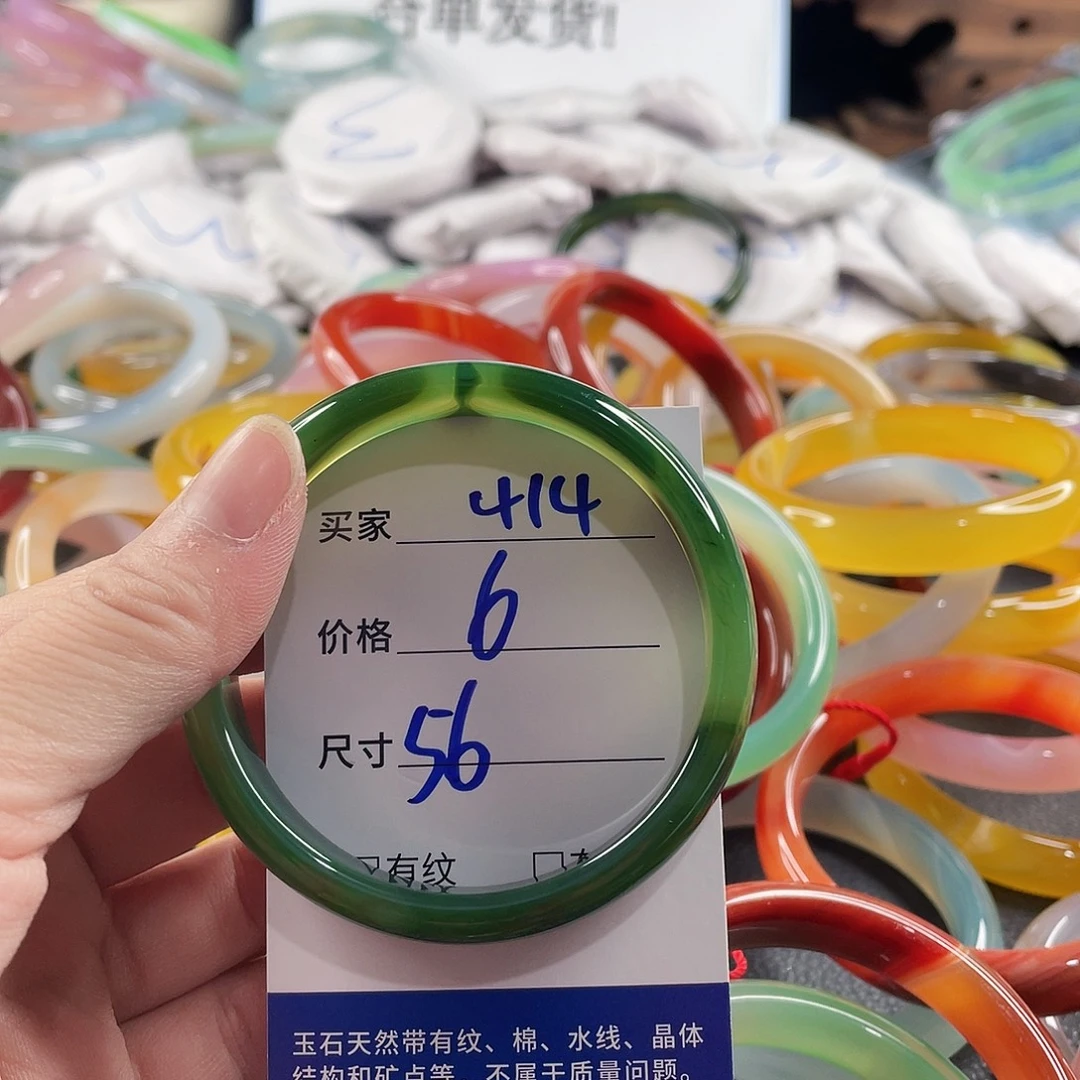 合单发货!
买家 414
价格 6
尺寸 56
有纹
玉石天然带有纹、棉、水线、晶体
结构和矿点等，不属于质量问题。